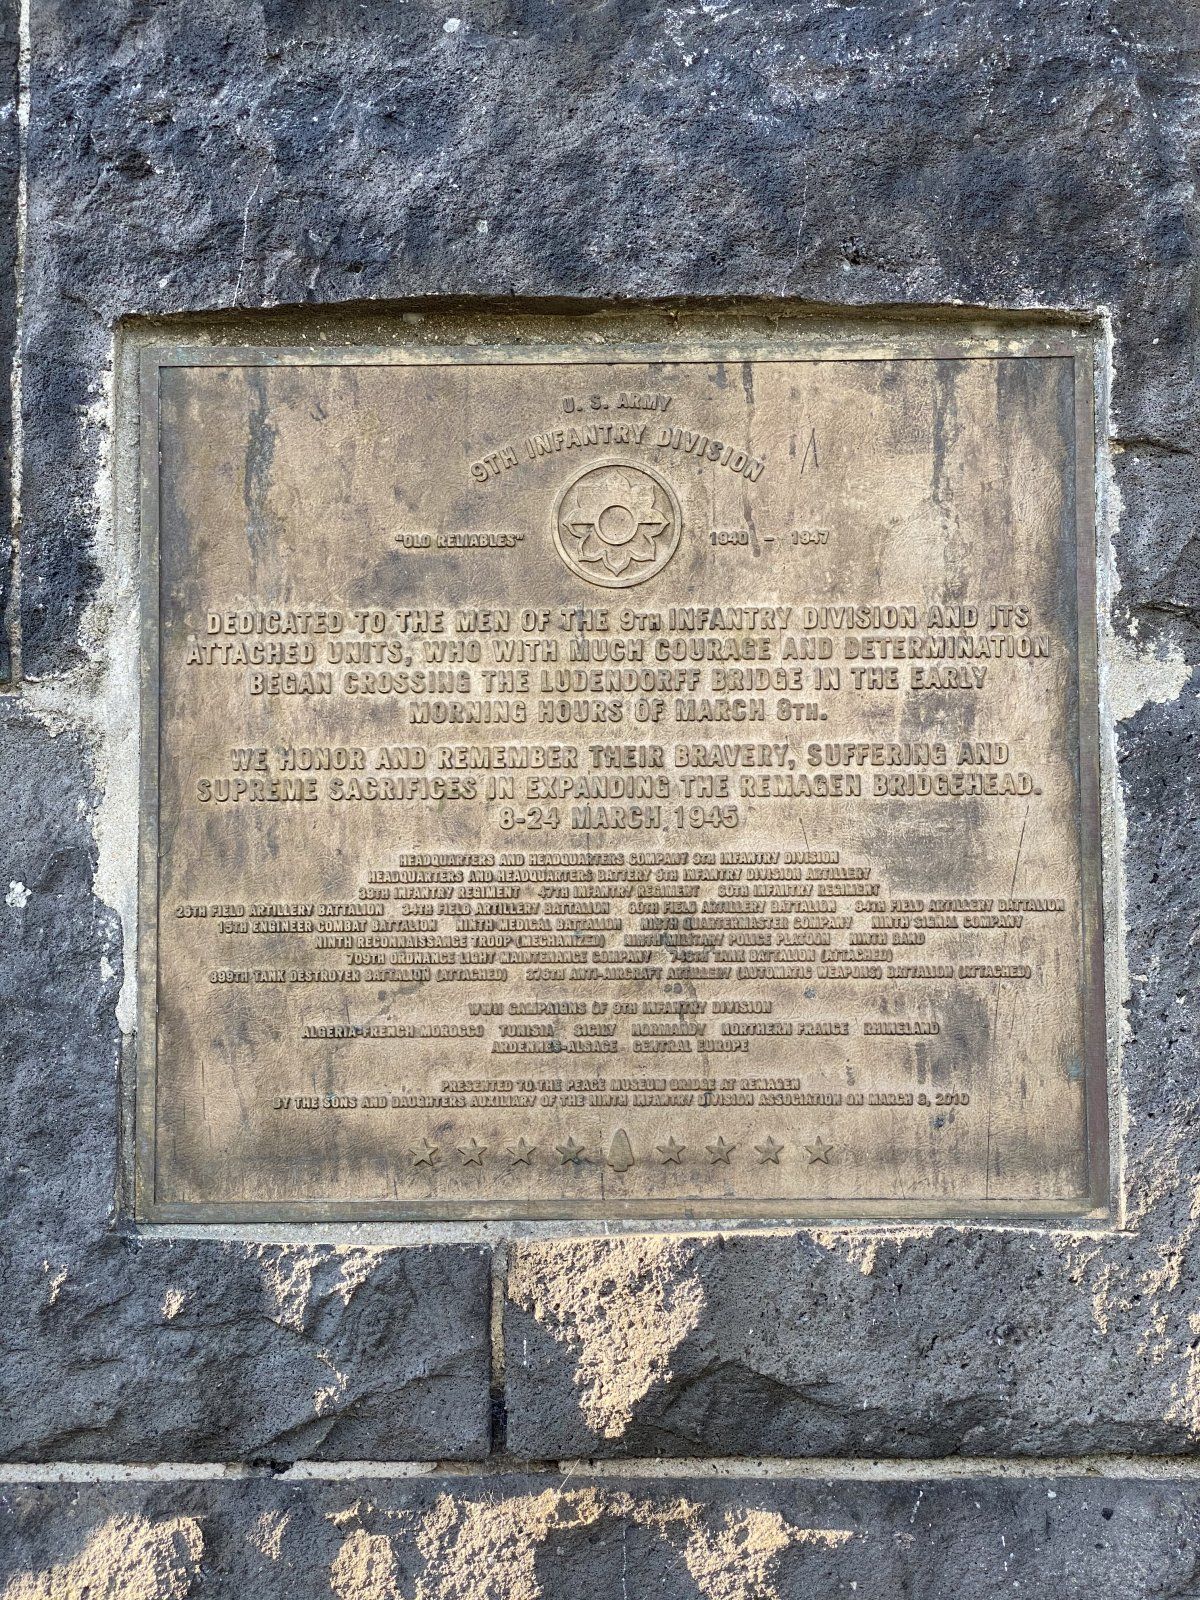 U. S. ARMY
9TH INFANTRY DIVISION
"OLD RELIABLES" 1940 – 1947
DEDICATED TO THE MEN OF THE 9TH INFANTRY DIVISION AND ITS
ATTACHED UNITS, WHO WITH MUCH COURAGE AND DETERMINATION
BEGAN CROSSING THE LUDENDORFF BRIDGE IN THE EARLY
MORNING HOURS OF MARCH 8TH.
WE HONOR AND REMEMBER THEIR BRAVERY, SUFFERING AND
SUPREME SACRIFICES IN EXPANDING THE REMAGEN BRIDGEHEAD.
8-24 MARCH 1945
HEADQUARTERS AND HEADQUARTERS COMPANY 9TH INFANTRY DIVISION
HEADQUARTERS AND HEADQUARTERS BATTERY 9TH INFANTRY DIVISION ARTILLERY
39TH INFANTRY REGIMENT 47TH INFANTRY REGIMENT 60TH INFANTRY REGIMENT
26TH FIELD ARTILLERY BATTALION 34TH FIELD ARTILLERY BATTALION 60TH FIELD ARTILLERY BATTALION 84TH FIELD ARTILLERY BATTALION
15TH ENGINEER COMBAT BATTALION NINTH MEDICAL BATTALION NINTH QUARTERMASTER COMPANY NINTH SIGNAL COMPANY
NINTH RECONNAISSANCE TROOP (MECHANIZED) NINTH MILITARY POLICE PLATOON NINTH BAND
709TH ORDNANCE LIGHT MAINTENANCE COMPANY 746TH TANK BATTALION (ATTACHED)
899TH TANK DESTROYER BATTALION (ATTACHED) 376TH ANTI-AIRCRAFT ARTILLERY (AUTOMATIC WEAPONS) BATTALION (ATTACHED)
WWII CAMPAIGNS OF 9TH INFANTRY DIVISION
ALGERIA-FRENCH MOROCCO TUNISIA SICILY NORMANDY NORTHERN FRANCE RHINELAND
ARDENNES-ALSACE CENTRAL EUROPE
PRESENTED TO THE PEACE MUSEUM BRIDGE AT REMAGEN
BY THE SONS AND DAUGHTERS AUXILIARY OF THE NINTH INFANTRY DIVISION ASSOCIATION ON MARCH 8, 2010